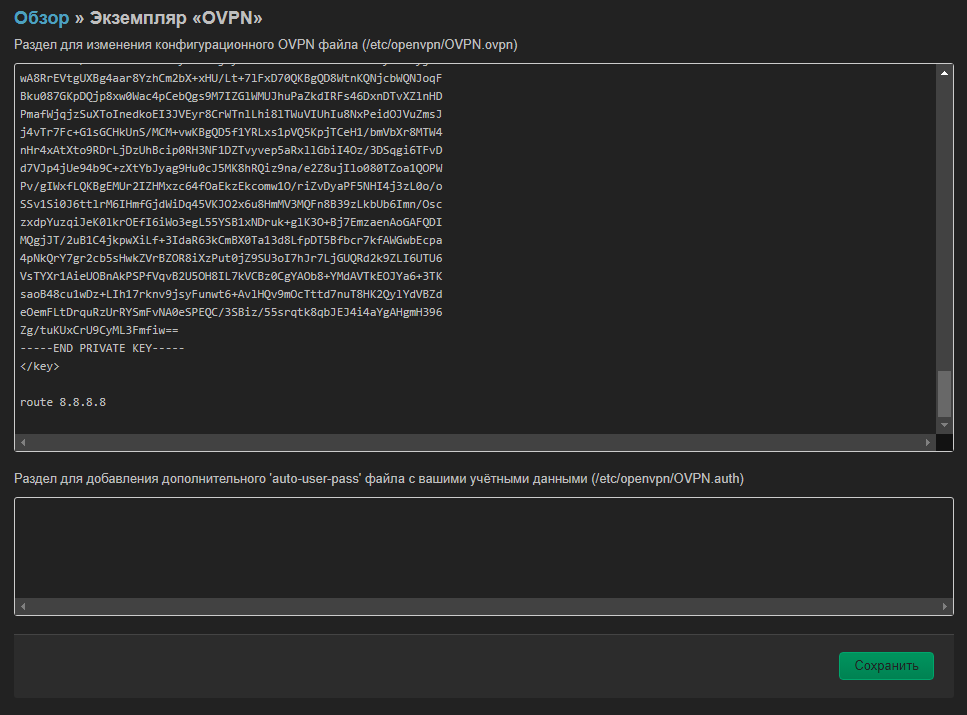 Обзор » Экземпляр «OVPN»
Раздел для изменения конфигурационного OVPN файла (/etc/openvpn/OVPN.ovpn)
wA8RrEVtgUXBg4aar8YzhCm2bX+xHU/Lt+7lFxD70QKBgQD8WtnKQNjcbWQNJoqF
Bku087GKpDQjp8xw0Wac4pCebQgs9M7IZGlWMUJhuPaZkdIRFs46DxnDTvXZlnHD
PmafWjqjzSuXToInedkoEI3JVEyr8CrWTnlLhi8lTWuVIUhIu8NxPeidOJVuZmsJ
j4vTr7Fc+G1sGCHkUnS/MCM+vwKBgQD5f1YRLxs1pVQ5KpjTCeH1/bmVbXr8MTW4
nHr4xAtXto9RDrLjDzUhBcip0RH3NF1DZTvyvep5aRxllGbiI4Oz/3DSqgi6TFvD
d7VJp4jUe94b9C+zXtYbJyag9Hu0cJ5MK8hRQiz9na/e2Z8ujIlo080TZoa1QOPW
Pv/gIWxfLQKBgEMUr2IZHMxzc64fOaEkzEkcomw1O/riZvDyaPF5NHI4j3zL0o/o
SSv1Si0J6ttlrM6IHmfGjdWiDq45VKJO2x6u8HmMV3MQFn8B39zLkbUb6Imn/Osc
zxdpYuzqiJeK0lkrOEfI6iWo3egL55YSB1xNDruk+glK3O+Bj7EmzaenAoGAFQDI
MQgjJT/2uB1C4jkpwXiLf+3IdaR63kCmBX0Ta13d8LfpDT5Bfbcr7kfAWGwbEcpa
4pNkQrY7gr2cb5sHwkZVrBZOR8iXzPut0jZ9SU3oI7hJr7LjGUQRd2k9ZLI6UTU6
VsTYXr1AieUOBnAkPSPfVqvB2U5OH8IL7kVCBz0CgYAOb8+YMdAVTkEOJYa6+3TK
saoB48cu1wDz+LIh17rknv9jsyFunwt6+AvlHQv9mOcTttd7nuT8HK2QylYdVBZd
eOemFLtDrquRzUrRYSmFvNA0eSPEQC/3SBiz/55srqtk8qbJEJ4i4aYgAHgmH396
Zg/tuKUxCrU9CyML3Fmfiw==
-----END PRIVATE KEY-----
</key>
route 8.8.8.8
Раздел для добавления дополнительного 'auto-user-pass' файла с вашими учётными данными (/etc/openvpn/OVPN.auth)
Сохранить